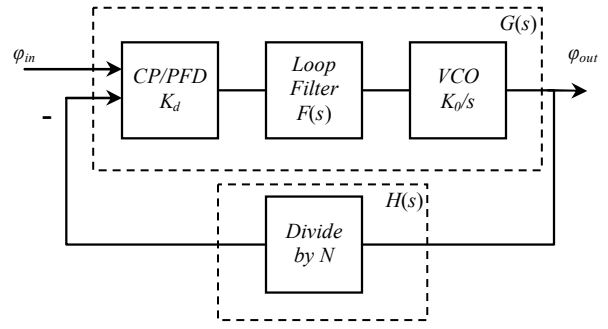 G(s)
φin
CP/PFD
Kd
Loop
Filter
F(s)
VCO
K0/s
φout
-
H(s)
Divide
by N